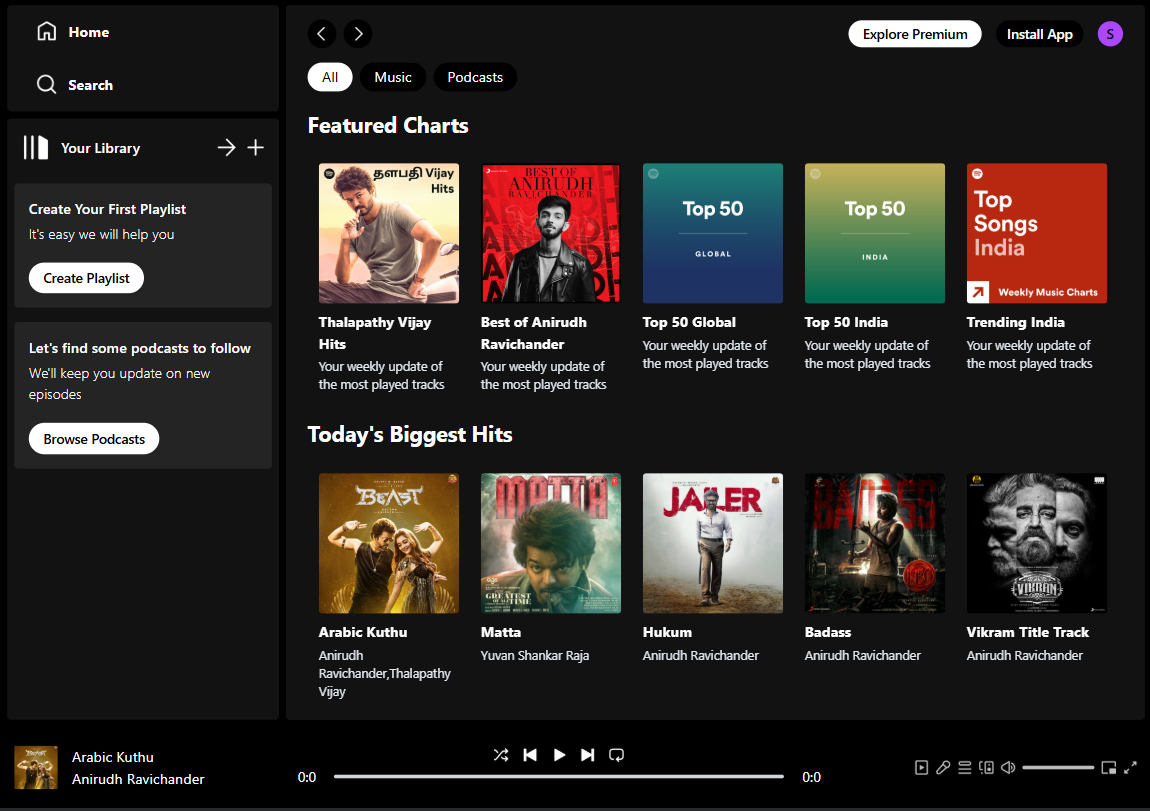 Home
Search
Your Library
Create Your First Playlist
It's easy we will help you
Create Playlist
Let's find some podcasts to follow
We'll keep you update on new
episodes
Browse Podcasts
Explore Premium
Install App
S
All
Music
Podcasts
Featured Charts
தளபதி Vijay
Hits
Thalapathy Vijay
Hits
Your weekly update of
the most played tracks
BEST OF
ANIRUDH
RAVICHANDER
Best of Anirudh
Ravichander
Your weekly update of
the most played tracks
Top 50
GLOBAL
Top 50 Global
Your weekly update of
the most played tracks
Top 50
INDIA
Top 50 India
Your weekly update of
the most played tracks
Top
Songs
India
Weekly Music Charts
Trending India
Your weekly update of
the most played tracks
Today's Biggest Hits
BEAST
Arabic Kuthu
Anirudh
Ravichander,Thalapathy
Vijay
MATTA
GREATEST
OF ALL TIME
Matta
Yuvan Shankar Raja
JAILER
Hukum
Anirudh Ravichander
BADASS
LEO
Badass
Anirudh Ravichander
VIKRAM
Vikram Title Track
Anirudh Ravichander
Arabic Kuthu
Anirudh Ravichander
0:0
0:0